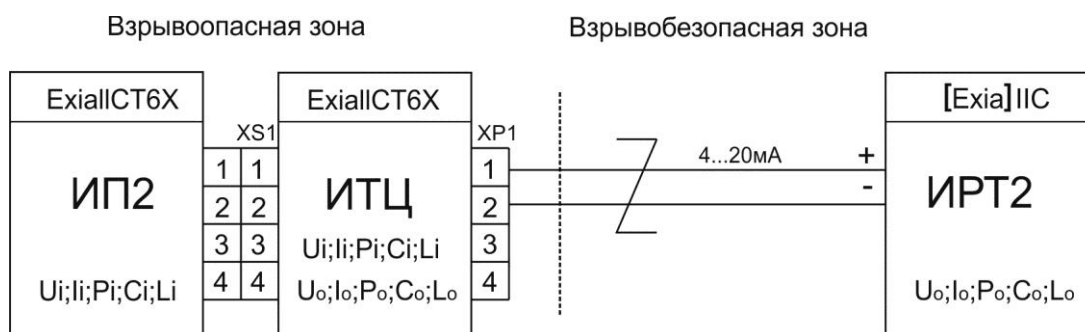 Взрывоопасная зона
Взрывобезопасная зона
ExiaIICT6X
ExiaIICT6X
[Exia]IIC
XS1
XP1
1 1
2 2
3 3
4 4
1
2
3
4
4...20мА
+
-
ИП2
ИТЦ
ИРТ2
Ui;Ii;Pi;Ci;Li
Ui;Ii;Pi;Ci;Li
Uo;Io;Po;Co;Lo
Uo;Io;Po;Co;Lo